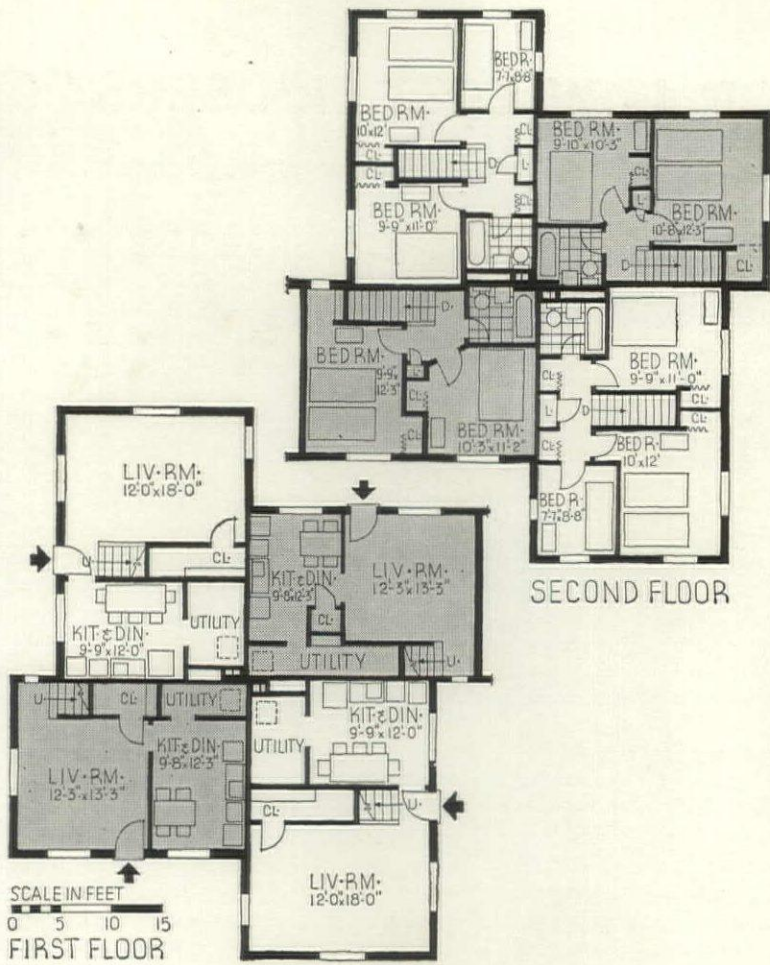 BED R.
7'-7"x8'-8"
BED RM.
10'x12'
CL.
CL.
CL.
D
L
CL.
BED RM.
9'-9"x11'-0"
BED RM.
9'-10"x10'-3"
CL.
L
BED RM.
10'-8"x12'-3"
D
CL.
D
BED RM.
9'-9"x
12'-3"
L
CL.
CL.
BED RM.
10'-3"x11'-2"
BED RM.
9'-9"x11'-0"
CL.
CL.
L
D
CL.
CL.
BED R.
10'x12'
BED R.
7'-7"x8'-8"
SECOND FLOOR
LIV·RM·
12'-0"x18'-0"
U
CL.
KIT & DIN·
9'-9"x12'-0"
UTILITY
KIT & DIN·
9'-8"x12'-3"
LIV·RM·
12'-3"x13'-3"
CL.
UTILITY
U·
U
CL.
UTILITY
LIV·RM·
12'-3"x13'-3"
KIT & DIN·
9'-8"x12'-3"
UTILITY
KIT & DIN·
9'-9"x12'-0"
CL.
U·
LIV·RM·
12'-0"x18'-0"
SCALE IN FEET
0 5 10 15
FIRST FLOOR